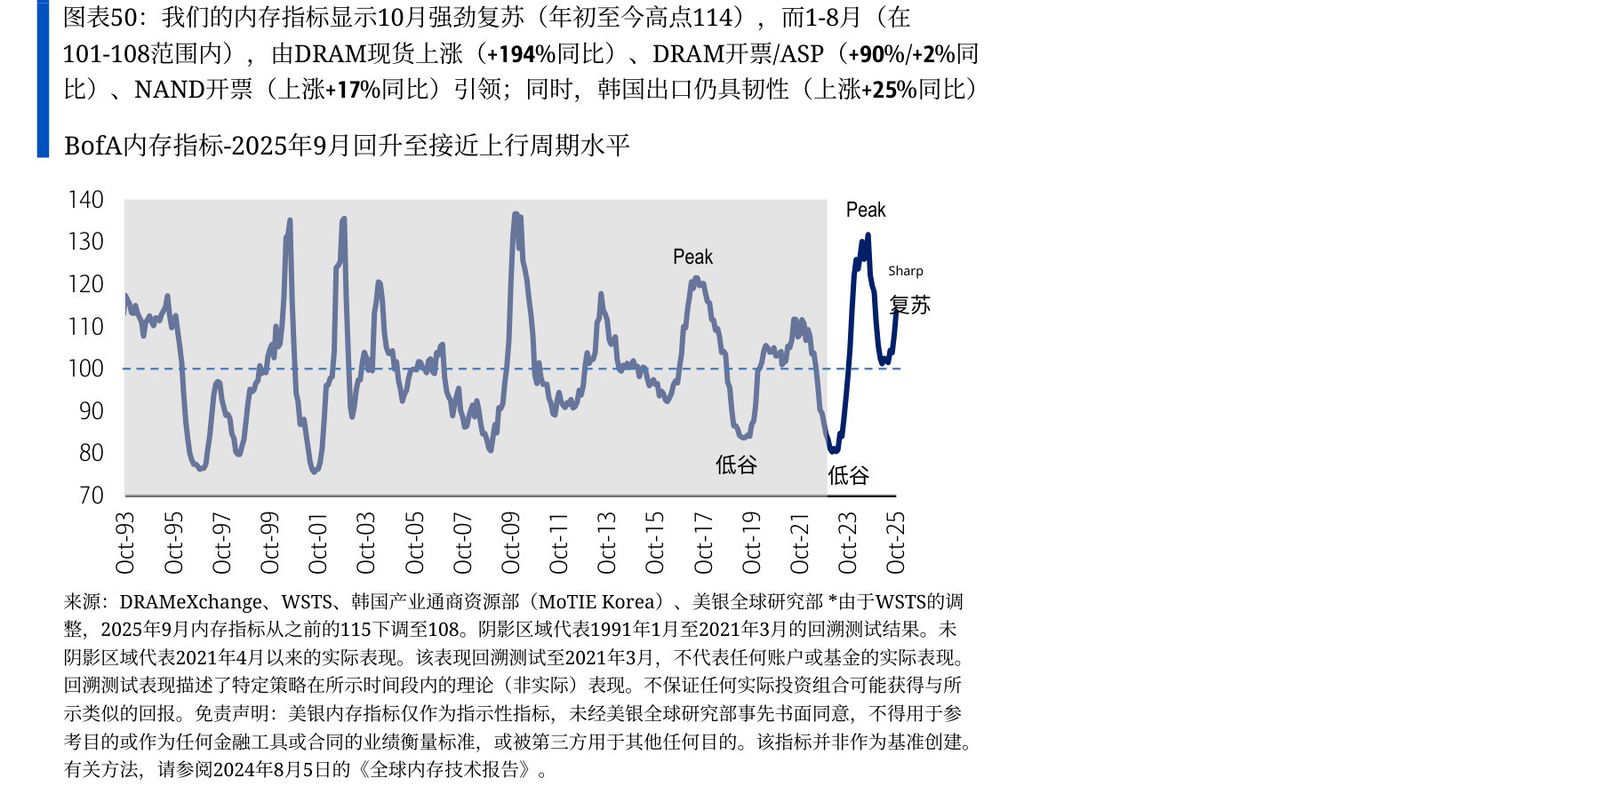 图表50：我们的内存指标显示10月强劲复苏（年初至今高点114），而1-8月（在
101-108范围内），由DRAM现货上涨（+194%同比）、DRAM开票/ASP（+90%/+2%同
比）、NAND开票（上涨+17%同比）引领；同时，韩国出口仍具韧性（上涨+25%同比）
BofA内存指标-2025年9月回升至接近上行周期水平
140
130
120
110
100
90
80
70
Peak
Peak
Sharp
复苏
低谷
低谷
Oct-93
Oct-95
Oct-97
Oct-99
Oct-01
Oct-03
Oct-05
Oct-07
Oct-09
Oct-11
Oct-13
Oct-15
Oct-17
Oct-19
Oct-21
Oct-23
Oct-25
来源：DRAMeXchange、WSTS、韩国产业通商资源部（MoTIE Korea）、美银全球研究部 *由于WSTS的调
整，2025年9月内存指标从之前的115下调至108。阴影区域代表1991年1月至2021年3月的回溯测试结果。未
阴影区域代表2021年4月以来的实际表现。该表现回溯测试至2021年3月，不代表任何账户或基金的实际表现。
回溯测试表现描述了特定策略在所示时间段内的理论（非实际）表现。不保证任何实际投资组合可能获得与所
示类似的回报。免责声明：美银内存指标仅作为指示性指标，未经美银全球研究部事先书面同意，不得用于参
考目的或作为任何金融工具或合同的业绩衡量标准，或被第三方用于其他任何目的。该指标并非作为基准创建。
有关方法，请参阅2024年8月5日的《全球内存技术报告》。